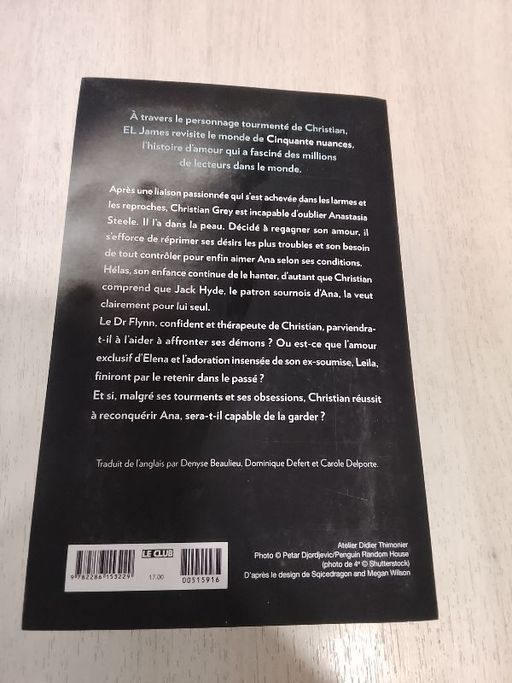 À travers le personnage tourmenté de Christian,
EL James revisite le monde de Cinquante nuances,
l'histoire d'amour qui a fasciné des millions
de lecteurs dans le monde.
Après une liaison passionnée qui s'est achevée dans les larmes et
les reproches, Christian Grey est incapable d'oublier Anastasia
Steele. Il l'a dans la peau. Décidé à regagner son amour, il
s'efforce de réprimer ses désirs les plus troubles et son besoin
de tout contrôler pour enfin aimer Ana selon ses conditions.
Hélas, son enfance continue de le hanter, d'autant que Christian
comprend que Jack Hyde, le patron sournois d'Ana, la veut
clairement pour lui seul.
Le Dr Flynn, confident et thérapeute de Christian, parviendra-
t-il à l'aider à affronter ses démons ? Ou est-ce que l'amour
exclusif d'Elena et l'adoration insensée de son ex-soumise, Leila,
finiront par le retenir dans le passé ?
Et si, malgré ses tourments et ses obsessions, Christian réussit
à reconquérir Ana, sera-t-il capable de la garder ?
Traduit de l'anglais par Denyse Beaulieu, Dominique Defert et Carole Delporte.
LE CLUB
9 782286 153229
17.00
00515916
Atelier Didier Thimonier
Photo © Petar Djordjevic/Penguin Random House
(photo de 4e © Shutterstock)
D'après le design de Sqicedragon and Megan Wilson